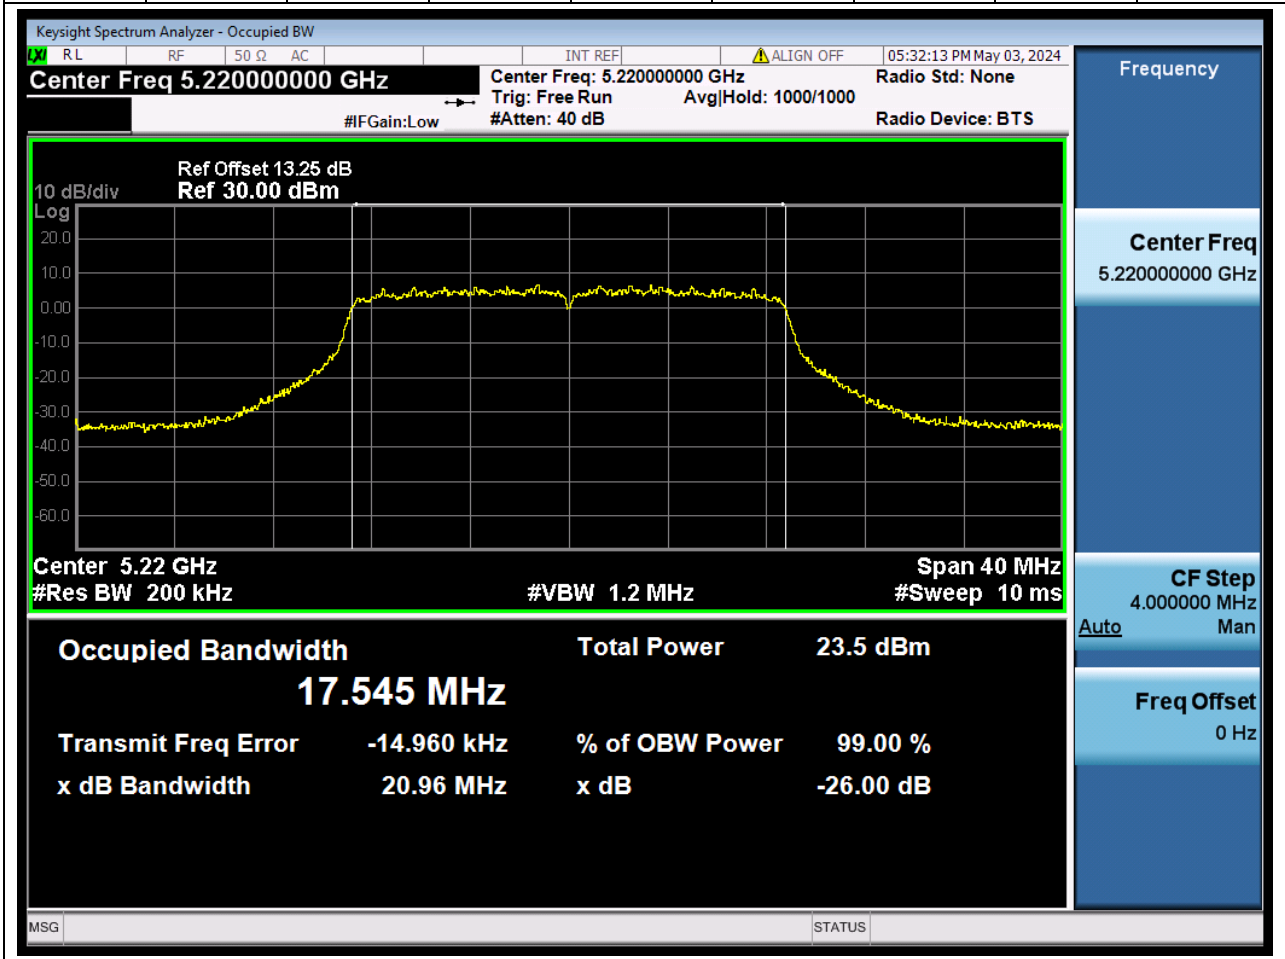 Keysight Spectrum Analyzer - Occupied BW
LXI RL RF 50 Ω AC INT REF ALIGN OFF 05:32:13 PM May 03, 2024
Center Freq 5.220000000 GHz
Center Freq: 5.220000000 GHz Radio Std: None
Trig: Free Run Avg|Hold: 1000/1000
#IFGain:Low #Atten: 40 dB Radio Device: BTS
Ref Offset 13.25 dB
10 dB/div Ref 30.00 dBm
Log
20.0
10.0
0.00
-10.0
-20.0
-30.0
-40.0
-50.0
-60.0
Center 5.22 GHz Span 40 MHz
#Res BW 200 kHz #VBW 1.2 MHz #Sweep 10 ms
Occupied Bandwidth Total Power 23.5 dBm
17.545 MHz
Transmit Freq Error -14.960 kHz % of OBW Power 99.00 %
x dB Bandwidth 20.96 MHz x dB -26.00 dB
MSG STATUS
Frequency
Center Freq
5.220000000 GHz
CF Step
4.000000 MHz
Auto Man
Freq Offset
0 Hz